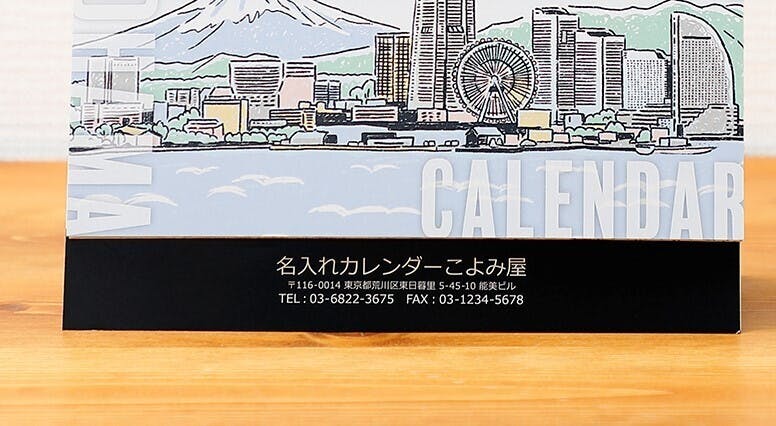 CALENDAR
名入れカレンダーこよみ屋
〒116-0014 東京都荒川区東日暮里 5-45-10 能美ビル
TEL : 03-6822-3675 FAX : 03-1234-5678